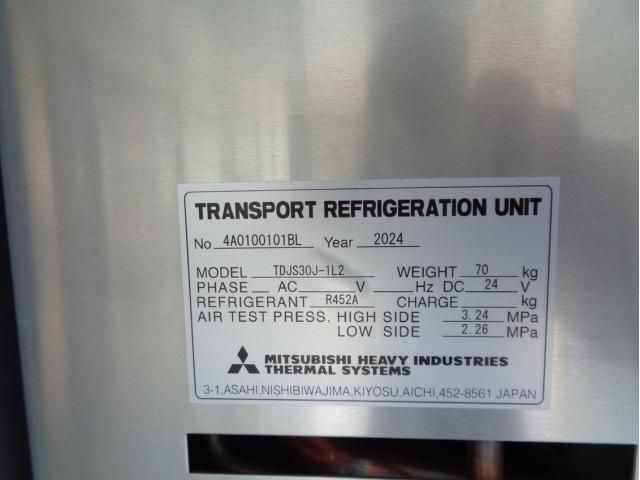 TRANSPORT REFRIGERATION UNIT
No 4A0100101BL Year 2024
MODEL TDJS30J-1L2 WEIGHT 70 kg
PHASE AC V Hz DC 24 V
REFRIGERANT R452A CHARGE kg
AIR TEST PRESS. HIGH SIDE 3.24 MPa
LOW SIDE 2.26 MPa
MITSUBISHI HEAVY INDUSTRIES
THERMAL SYSTEMS
3-1,ASAHI,NISHIBIWAJIMA,KIYOSU,AICHI,452-8561 JAPAN